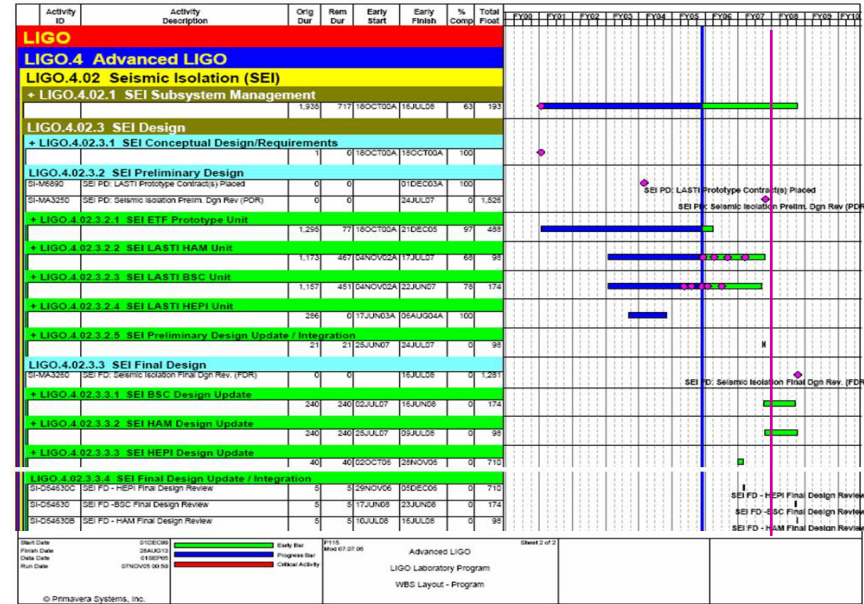 Activity ID Activity Description Orig Dur Rem Dur Early Start Early Finish % Comp Total Float FY00 FY01 FY02 FY03 FY04 FY05 FY06 FY07 FY08 FY09 FY10
LIGO
LIGO.4 Advanced LIGO
LIGO.4.02 Seismic Isolation (SEI)
+ LIGO.4.02.1 SEI Subsystem Management
1,935 717 18OCT00A 16JUL08 63 193
LIGO.4.02.3 SEI Design
+ LIGO.4.02.3.1 SEI Conceptual Design/Requirements
1 0 18OCT00A 18OCT00A 100
LIGO.4.02.3.2 SEI Preliminary Design
SI-M6890 SEI PD: LASTI Prototype Contract(s) Placed 0 0 01DEC03A 100
SEI PD: LASTI Prototype Contract(s) Placed
SI-MA3250 SEI PD: Seismic Isolation Prelim. Dgn Rev (PDR) 0 0 24JUL07 0 1,526
SEI PD: Seismic Isolation Prelim. Dgn Rev (PDR
+ LIGO.4.02.3.2.1 SEI ETF Prototype Unit
1,295 77 18OCT00A 21DEC05 97 488
+ LIGO.4.02.3.2.2 SEI LASTI HAM Unit
1,173 467 04NOV02A 17JUL07 68 98
+ LIGO.4.02.3.2.3 SEI LASTI BSC Unit
1,157 451 04NOV02A 22JUN07 78 174
+ LIGO.4.02.3.2.4 SEI LASTI HEPI Unit
286 0 17JUN03A 05AUG04A 100
+ LIGO.4.02.3.2.5 SEI Preliminary Design Update / Integration
21 21 25JUN07 24JUL07 0 98
LIGO.4.02.3.3 SEI Final Design
SI-MA3260 SEI FD: Seismic Isolation Final Dgn Rev. (FDR) 0 0 16JUL08 0 1,281
SEI FD: Seismic Isolation Final Dgn Rev. (FDR
+ LIGO.4.02.3.3.1 SEI BSC Design Update
240 240 02JUL07 16JUN08 0 174
+ LIGO.4.02.3.3.2 SEI HAM Design Update
240 240 25JUL07 09JUL08 0 98
+ LIGO.4.02.3.3.3 SEI HEPI Design Update
40 40 02OCT06 28NOV06 0 710
LIGO.4.02.3.3.4 SEI Final Design Update / Integration
SI-D54630C SEI FD - HEPI Final Design Review 5 5 29NOV06 05DEC06 0 710
SEI FD - HEPI Final Design Review
SI-D54630 SEI FD -BSC Final Design Review 5 5 17JUN08 23JUN08 0 174
SEI FD -BSC Final Design Review
SI-D54630B SEI FD - HAM Final Design Review 5 5 10JUL08 16JUL08 0 98
SEI FD - HAM Final Design Review
Start Date 01DEC99
Finish Date 28AUG13
Data Date 01SEP05
Run Date 07NOV05 00:59
© Primavera Systems, Inc.
Early Bar
Progress Bar
Critical Activity
P115
Mod 07.07.05
Advanced LIGO
LIGO Laboratory Program
WBS Layout - Program
Sheet 2 of 2